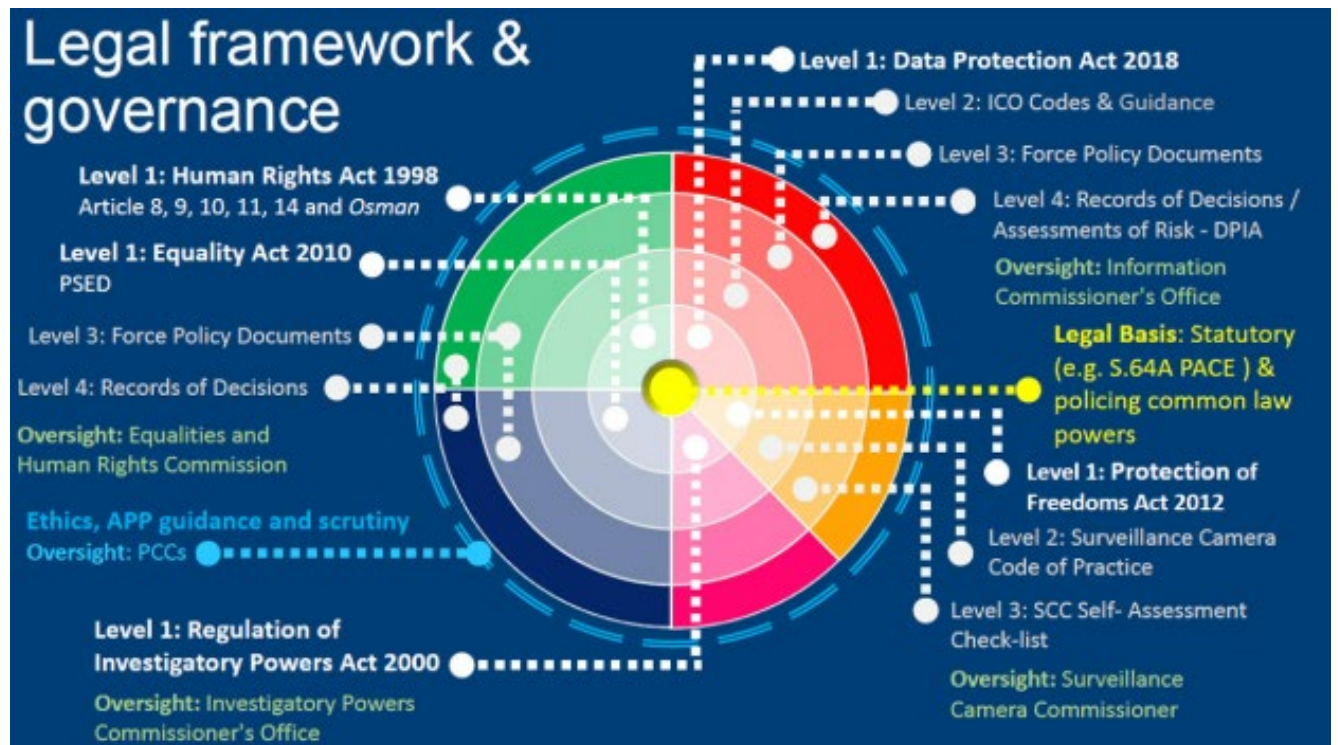 Legal framework &
governance
Level 1: Human Rights Act 1998
Article 8, 9, 10, 11, 14 and Osman
Level 1: Equality Act 2010
PSED
Level 3: Force Policy Documents
Level 4: Records of Decisions
Oversight: Equalities and
Human Rights Commission
Ethics, APP guidance and scrutiny
Oversight: PCCs
Level 1: Regulation of
Investigatory Powers Act 2000
Oversight: Investigatory Powers
Commissioner's Office
Level 1: Data Protection Act 2018
Level 2: ICO Codes & Guidance
Level 3: Force Policy Documents
Level 4: Records of Decisions /
Assessments of Risk - DPIA
Oversight: Information
Commissioner's Office
Legal Basis: Statutory
(e.g. S.64A PACE ) &
policing common law
powers
Level 1: Protection of
Freedoms Act 2012
Level 2: Surveillance Camera
Code of Practice
Level 3: SCC Self- Assessment
Check-list
Oversight: Surveillance
Camera Commissioner